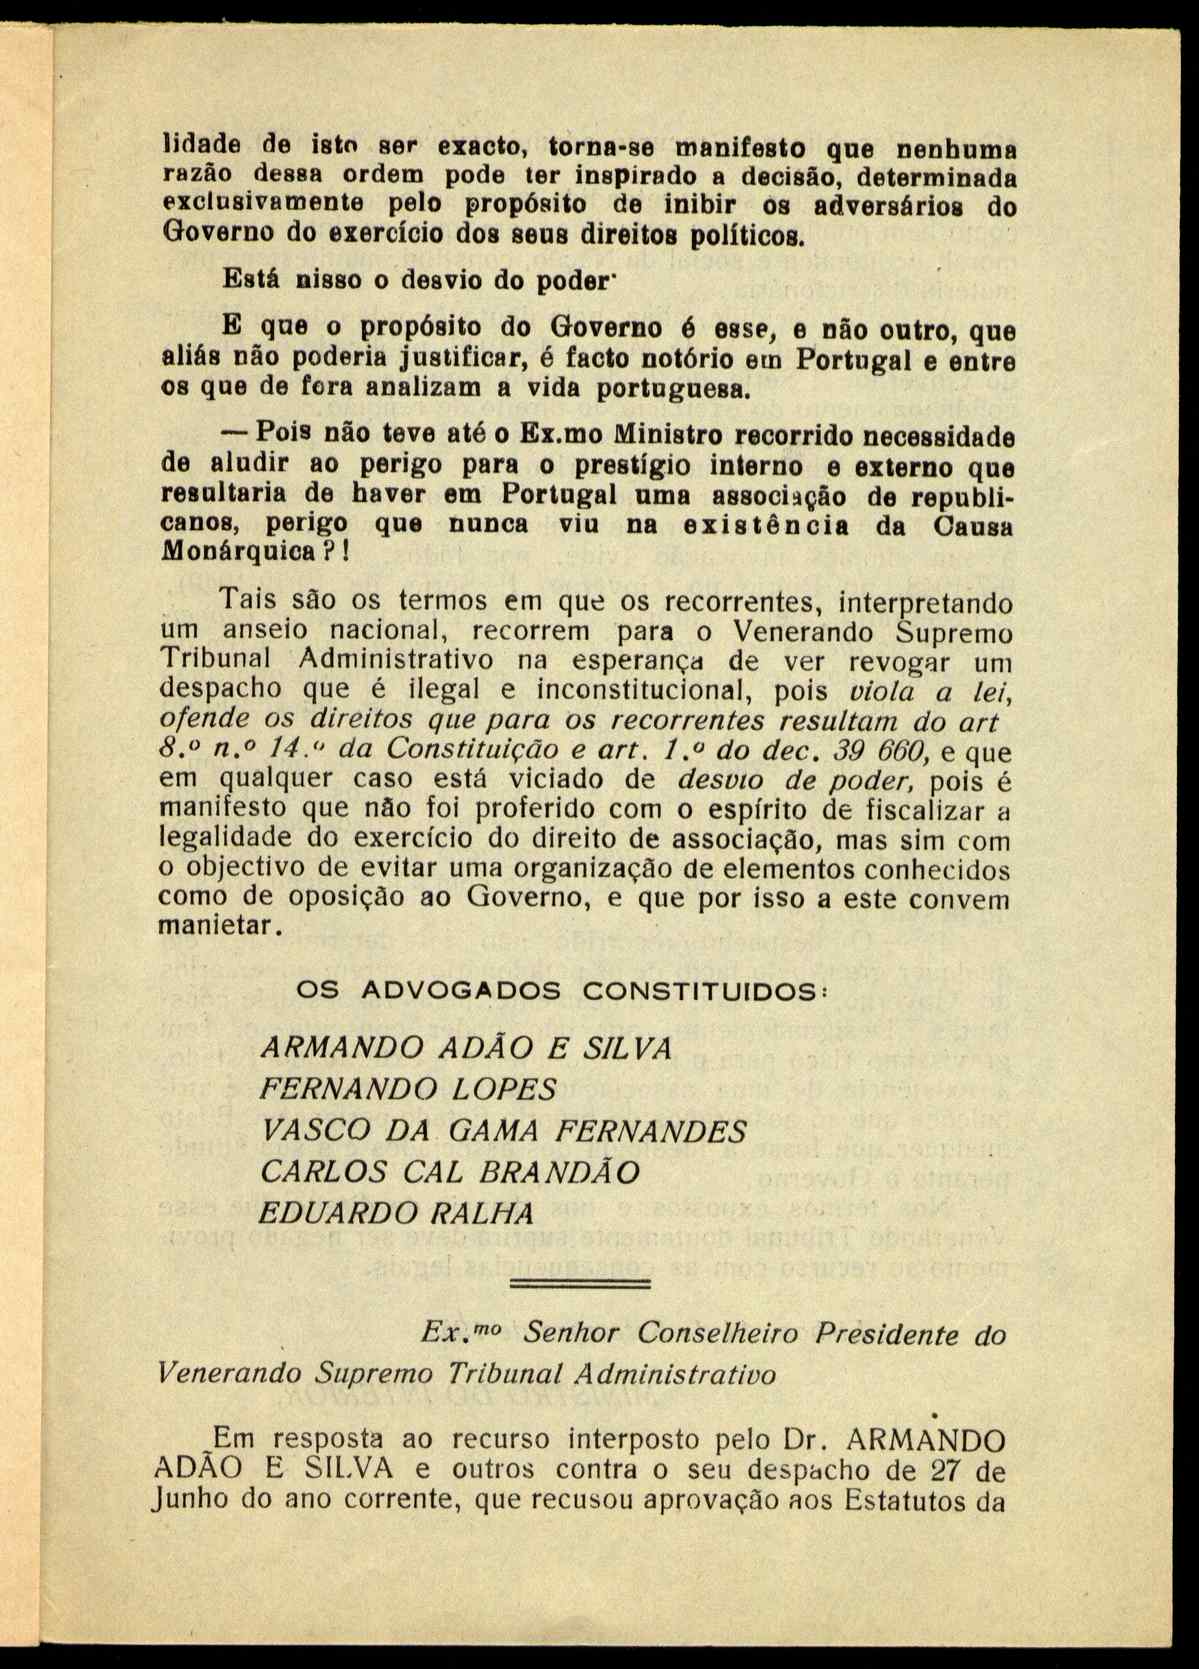 lidade de isto ser exacto, torna-se manifesto que nenhuma
razão dessa ordem pode ter inspirado a decisão, determinada
exclusivamente pelo propósito de inibir os adversários do
Governo do exercício dos seus direitos políticos.
Está nisso o desvio do poder·
E que o propósito do Governo é esse, e não outro, que
aliás não poderia justificar, é facto notório em Portugal e entre
os que de fora analizam a vida portuguesa.
— Pois não teve até o Ex.mo Ministro recorrido necessidade
de aludir ao perigo para o prestígio interno e externo que
resultaria de haver em Portugal uma associação de republi-
canos, perigo que nunca viu na existência da Causa
Monárquica?!
Tais são os termos em que os recorrentes, interpretando
um anseio nacional, recorrem para o Venerando Supremo
Tribunal Administrativo na esperança de ver revogar um
despacho que é ilegal e inconstitucional, pois viola a lei,
ofende os direitos que para os recorrentes resultam do art
8.º n.º 14.º da Constituição e art. 1.º do dec. 39 660, e que
em qualquer caso está viciado de desvio de poder, pois é
manifesto que não foi proferido com o espírito de fiscalizar a
legalidade do exercício do direito de associação, mas sim com
o objectivo de evitar uma organização de elementos conhecidos
como de oposição ao Governo, e que por isso a este convem
manietar.
OS ADVOGADOS CONSTITUIDOS:
ARMANDO ADÃO E SILVA
FERNANDO LOPES
VASCO DA GAMA FERNANDES
CARLOS CAL BRANDÃO
EDUARDO RALHA
Ex.mo Senhor Conselheiro Presidente do
Venerando Supremo Tribunal Administrativo
Em resposta ao recurso interposto pelo Dr. ARMANDO
ADÃO E SILVA e outros contra o seu despacho de 27 de
Junho do ano corrente, que recusou aprovação aos Estatutos da